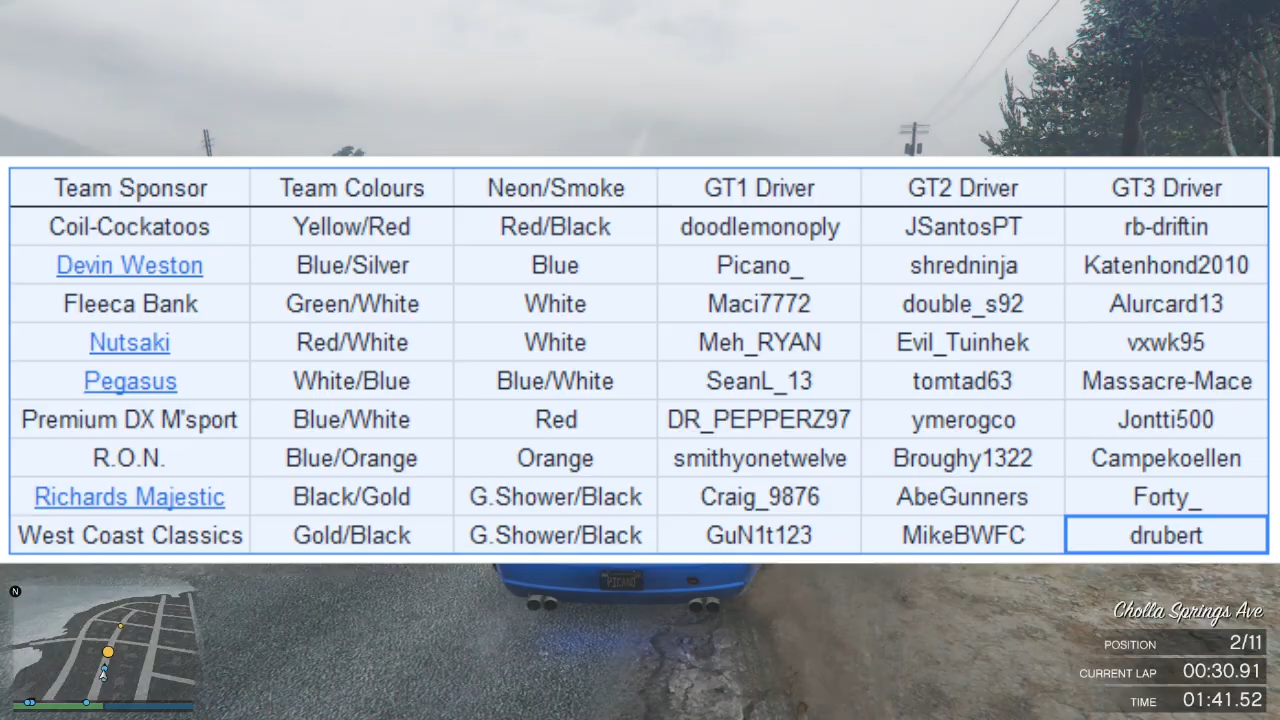 Team Sponsor Team Colours Neon/Smoke GT1 Driver GT2 Driver GT3 Driver
Coil-Cockatoos Yellow/Red Red/Black doodlemonoply JSantosPT rb-driftin
Devin Weston Blue/Silver Blue Picano_ shredninja Katenhond2010
Fleeca Bank Green/White White Maci7772 double_s92 Alurcard13
Nutsaki Red/White White Meh_RYAN Evil_Tuinhek vxwk95
Pegasus White/Blue Blue/White SeanL_13 tomtad63 Massacre-Mace
Premium DX M'sport Blue/White Red DR_PEPPERZ97 ymerogco Jontti500
R.O.N. Blue/Orange Orange smithyonetwelve Broughy1322 Campekoellen
Richards Majestic Black/Gold G.Shower/Black Craig_9876 AbeGunners Forty_
West Coast Classics Gold/Black G.Shower/Black GuN1t123 MikeBWFC drubert
PICANO
N
Cholla Springs Ave
POSITION 2/11
CURRENT LAP 00:30.91
TIME 01:41.52